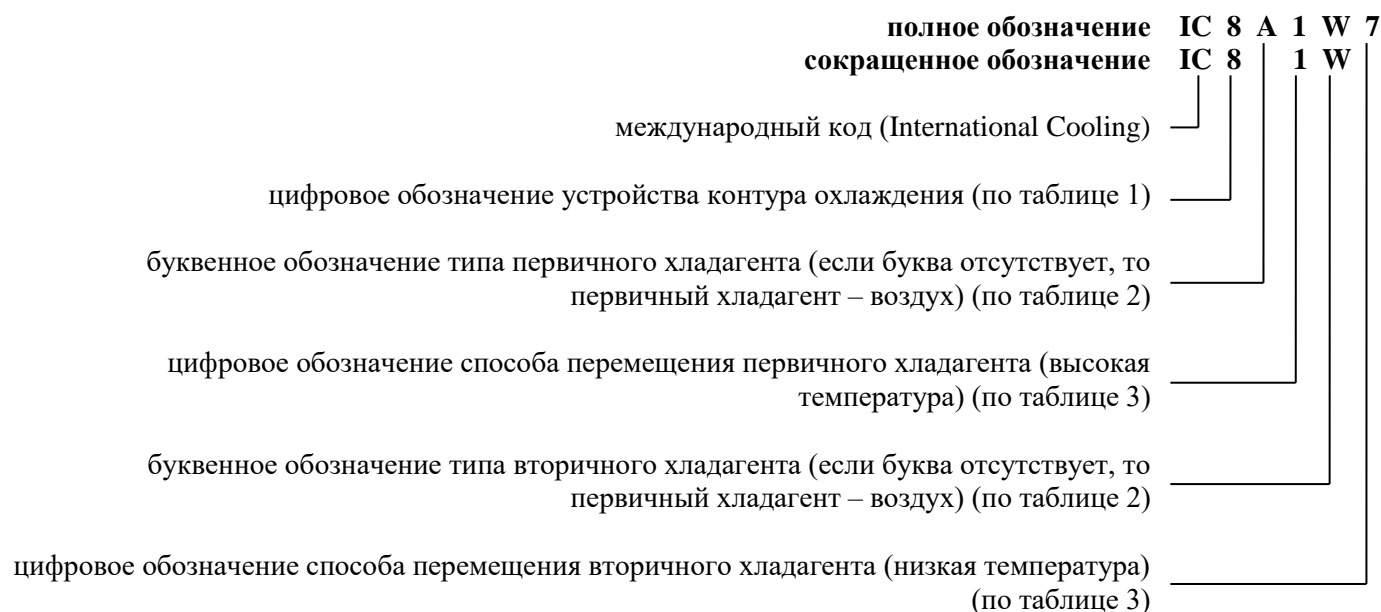 полное обозначение IC 8 A 1 W 7
сокращенное обозначение IC 8 1 W
международный код (International Cooling)
цифровое обозначение устройства контура охлаждения (по таблице 1)
буквенное обозначение типа первичного хладагента (если буква отсутствует, то
первичный хладагент – воздух) (по таблице 2)
цифровое обозначение способа перемещения первичного хладагента (высокая
температура) (по таблице 3)
буквенное обозначение типа вторичного хладагента (если буква отсутствует, то
первичный хладагент – воздух) (по таблице 2)
цифровое обозначение способа перемещения вторичного хладагента (низкая температура)
(по таблице 3)